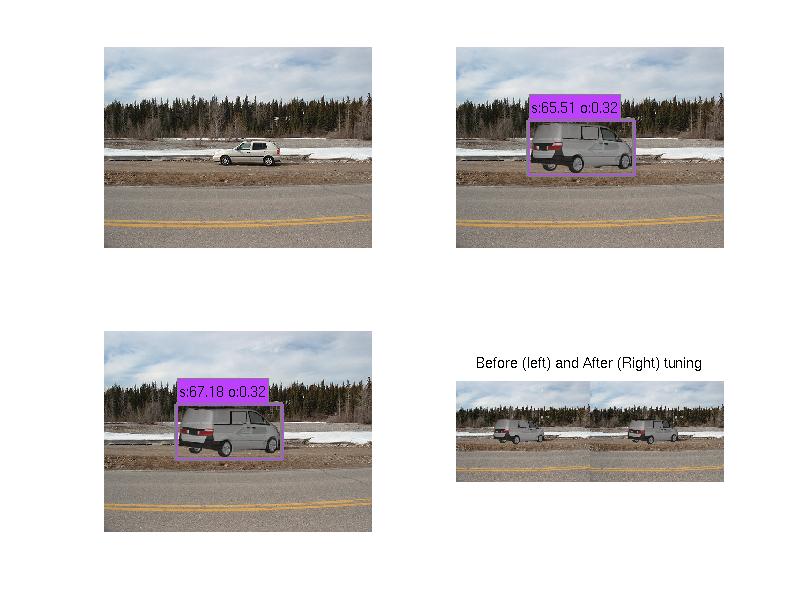 s:65.51 o:0.32
s:67.18 o:0.32
Before (left) and After (Right) tuning